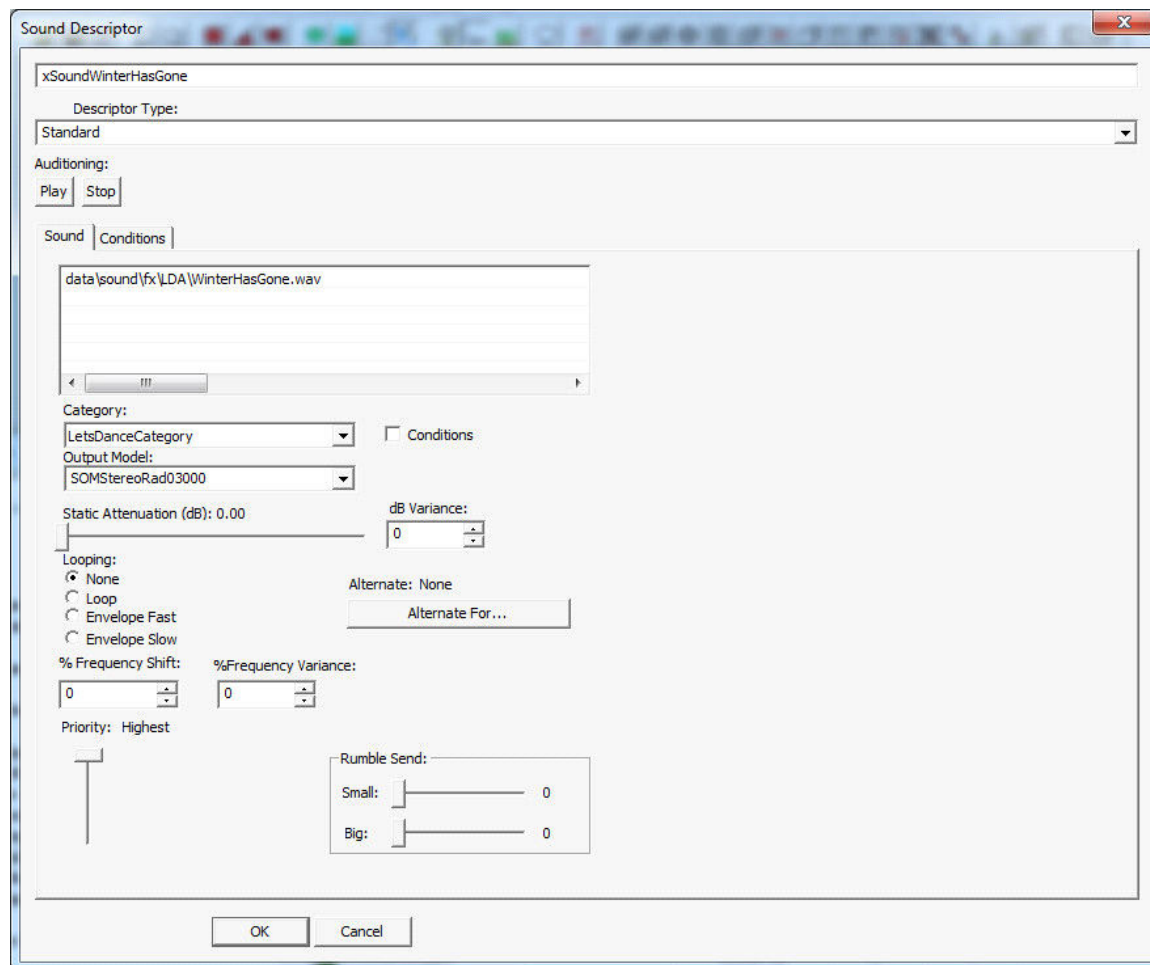 Sound Descriptor
xSoundWinterHasGone
Descriptor Type:
Standard
Auditioning:
Play Stop
Sound Conditions
data\sound\fx\LDA\WinterHasGone.wav
Category:
LetsDanceCategory Conditions
Output Model:
SOMStereoRad03000
Static Attenuation (dB): 0.00 dB Variance:
0
Looping:
None
Loop
Envelope Fast
Envelope Slow
Alternate: None
Alternate For...
% Frequency Shift: %Frequency Variance:
0 0
Priority: Highest
Rumble Send:
Small: 0
Big: 0
OK Cancel